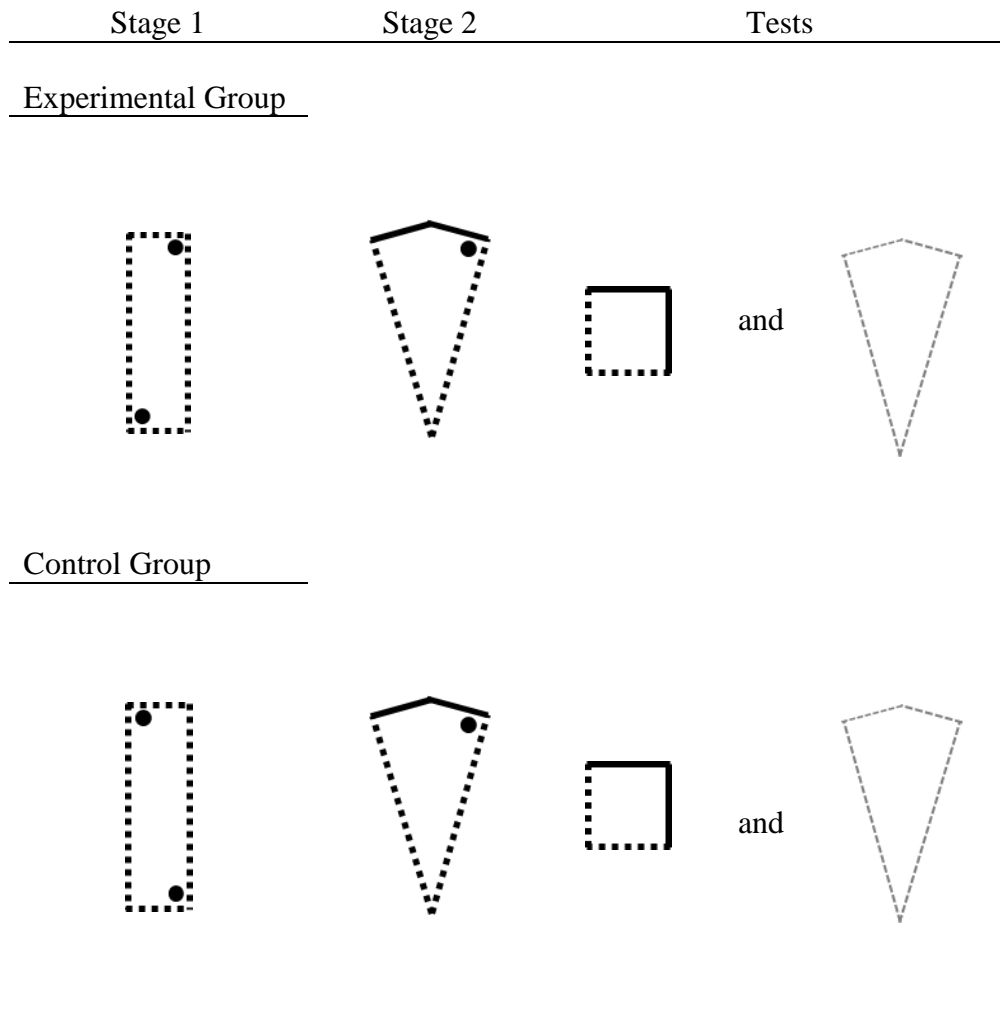 Stage 1 Stage 2 Tests
Experimental Group
and
Control Group
and